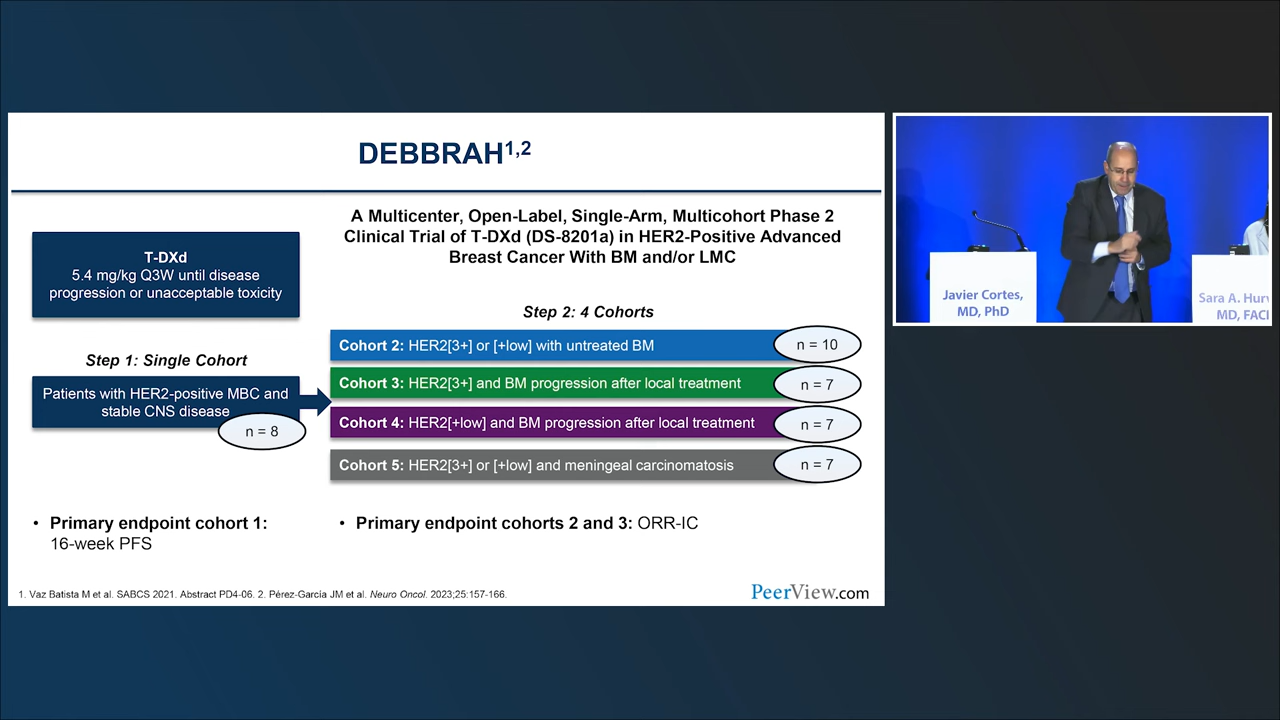 DEBBRAH1,2
A Multicenter, Open-Label, Single-Arm, Multicohort Phase 2
Clinical Trial of T-DXd (DS-8201a) in HER2-Positive Advanced
Breast Cancer With BM and/or LMC
T-DXd
5.4 mg/kg Q3W until disease
progression or unacceptable toxicity
Step 1: Single Cohort
Patients with HER2-positive MBC and
stable CNS disease
n = 8
Step 2: 4 Cohorts
Cohort 2: HER2[3+] or [+low] with untreated BM
n = 10
Cohort 3: HER2[3+] and BM progression after local treatment
n = 7
Cohort 4: HER2[+low] and BM progression after local treatment
n = 7
Cohort 5: HER2[3+] or [+low] and meningeal carcinomatosis
n = 7
• Primary endpoint cohort 1:
16-week PFS
• Primary endpoint cohorts 2 and 3: ORR-IC
1. Vaz Batista M et al. SABCS 2021. Abstract PD4-06. 2. Pérez-García JM et al. Neuro Oncol. 2023;25:157-166.
PeerView.com
Javier Cortes,
MD, PhD
Sara A.
MD,